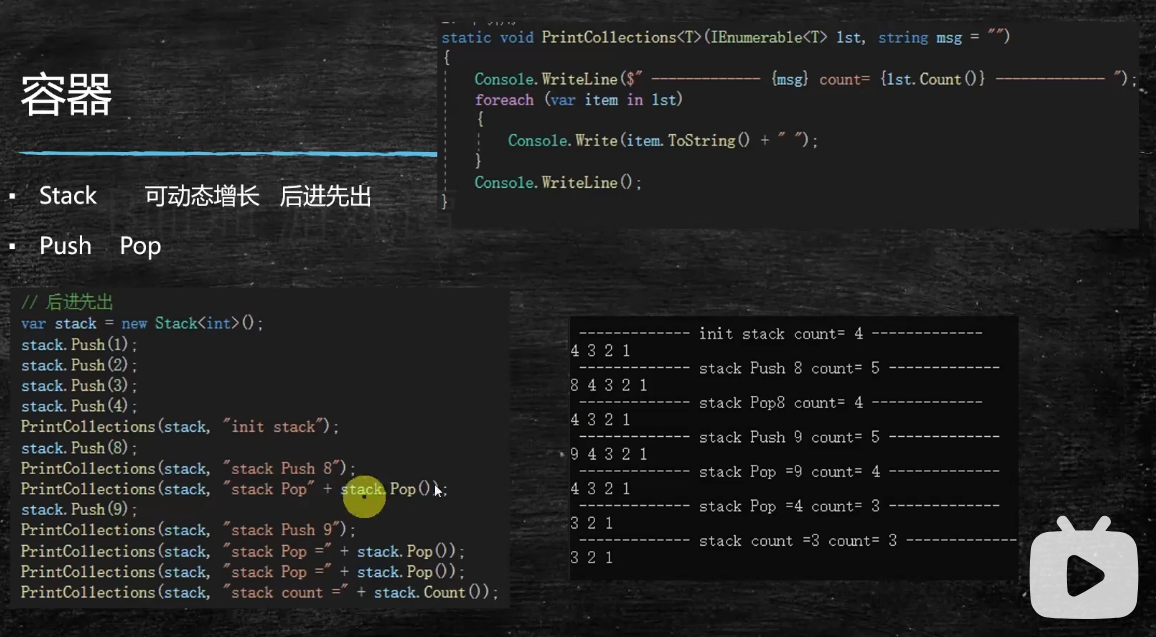 容器
Stack 可动态增长 后进先出
Push Pop
static void PrintCollections<T>(IEnumerable<T> lst, string msg = "")
{
Console.WriteLine($" ------------- {msg} count= {lst.Count()} ------------- ");
foreach (var item in lst)
{
Console.Write(item.ToString() + " ");
}
Console.WriteLine();
}
// 后进先出
var stack = new Stack<int>();
stack.Push(1);
stack.Push(2);
stack.Push(3);
stack.Push(4);
PrintCollections(stack, "init stack");
stack.Push(8);
PrintCollections(stack, "stack Push 8");
PrintCollections(stack, "stack Pop" + stack.Pop());
stack.Push(9);
PrintCollections(stack, "stack Push 9");
PrintCollections(stack, "stack Pop =" + stack.Pop());
PrintCollections(stack, "stack Pop =" + stack.Pop());
PrintCollections(stack, "stack count =" + stack.Count());
------------- init stack count= 4 -------------
4 3 2 1
------------- stack Push 8 count= 5 -------------
8 4 3 2 1
------------- stack Pop8 count= 4 -------------
4 3 2 1
------------- stack Push 9 count= 5 -------------
9 4 3 2 1
------------- stack Pop =9 count= 4 -------------
4 3 2 1
------------- stack Pop =4 count= 3 -------------
3 2 1
------------- stack count =3 count= 3 -------------
3 2 1